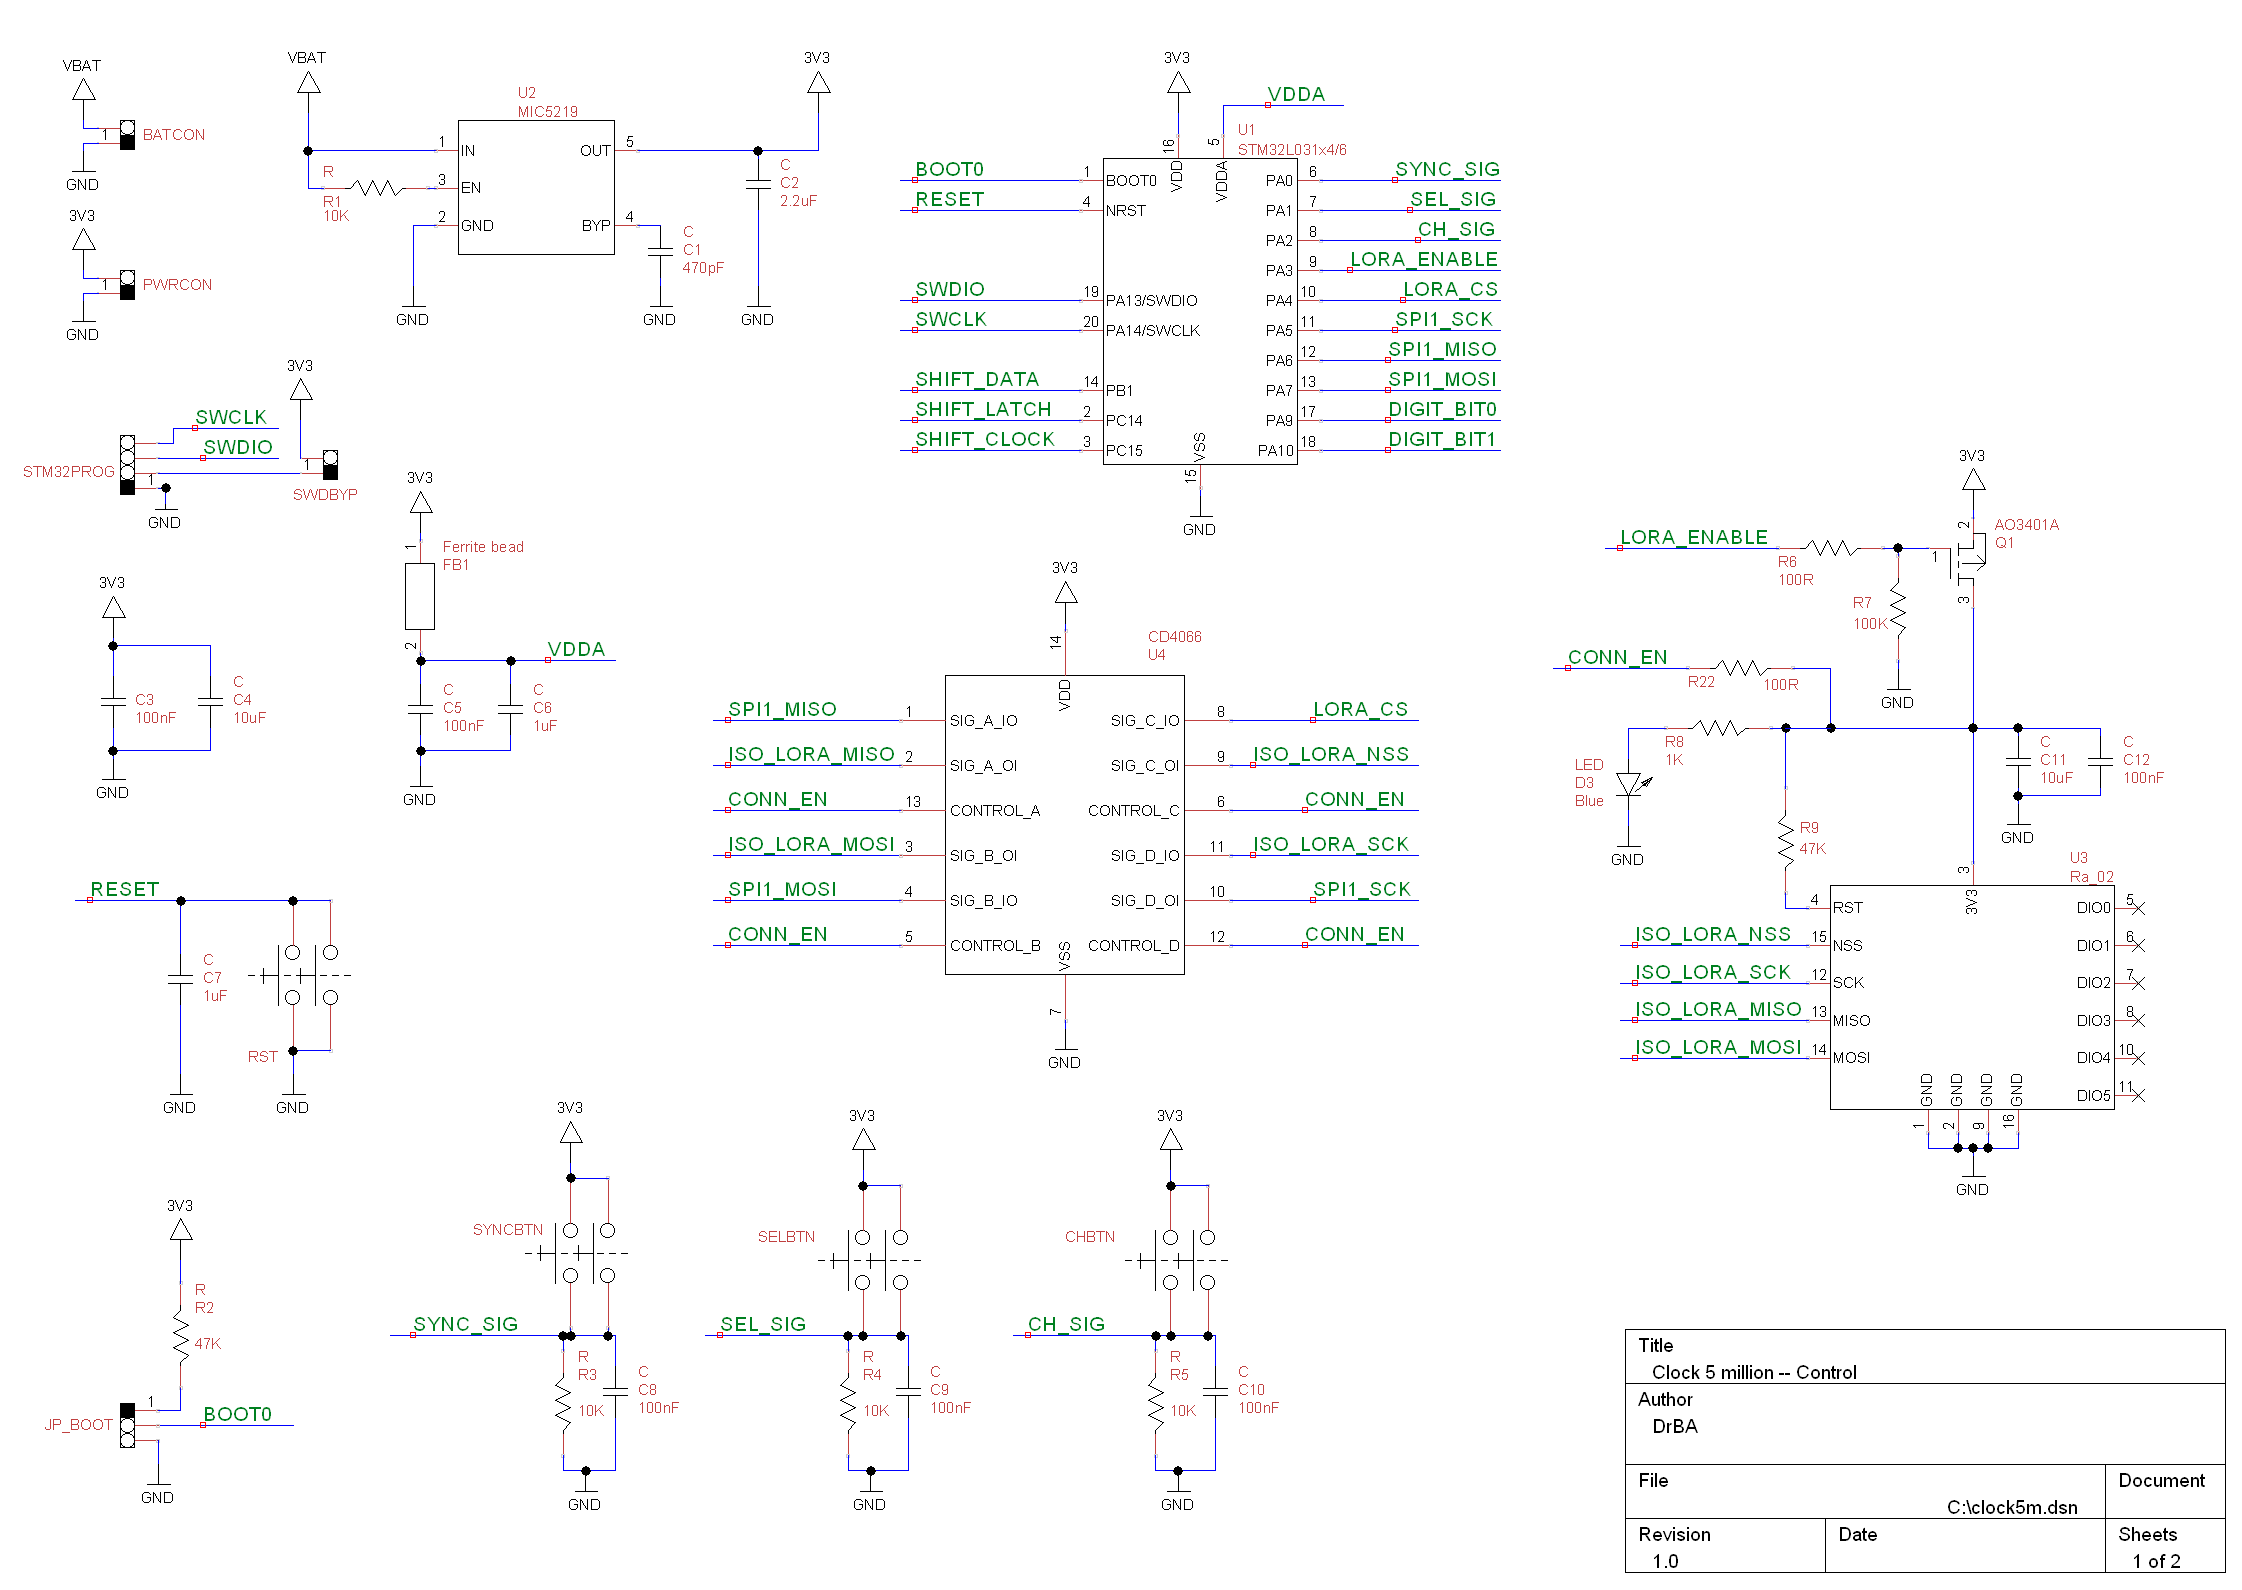 VBAT
1
BATCON
GND
3V3
1
PWRCON
GND
VBAT
U2
MIC5219
1 IN
OUT 5
R
R1
10K
3 EN
2 GND
BYP 4
GND
C
C1
470pF
GND
3V3
C
C2
2.2uF
GND
3V3
VDDA
U1
STM32L031x4/6
16
VDD
5
VDDA
BOOT0 1 BOOT0
RESET 4 NRST
SWDIO 19 PA13/SWDIO
SWCLK 20 PA14/SWCLK
SHIFT_DATA 14 PB1
SHIFT_LATCH 2 PC14
SHIFT_CLOCK 3 PC15
PA0 6 SYNC_SIG
PA1 7 SEL_SIG
PA2 8 CH_SIG
PA3 9 LORA_ENABLE
PA4 10 LORA_CS
PA5 11 SPI1_SCK
PA6 12 SPI1_MISO
PA7 13 SPI1_MOSI
PA9 17 DIGIT_BIT0
PA10 18 DIGIT_BIT1
VSS
15
GND
3V3
SWCLK
SWDIO
STM32PROG
1
GND
1
SWDBYP
3V3
1
Ferrite bead
FB1
2
VDDA
C
C5
100nF
C
C6
1uF
GND
3V3
C3
100nF
C
C4
10uF
GND
3V3
14
CD4066
U4
VDD
SPI1_MISO 1 SIG_A_IO
ISO_LORA_MISO 2 SIG_A_OI
CONN_EN 13 CONTROL_A
ISO_LORA_MOSI 3 SIG_B_OI
SPI1_MOSI 4 SIG_B_IO
CONN_EN 5 CONTROL_B
SIG_C_IO 8 LORA_CS
SIG_C_OI 9 ISO_LORA_NSS
CONTROL_C 6 CONN_EN
SIG_D_IO 11 ISO_LORA_SCK
SIG_D_OI 10 SPI1_SCK
CONTROL_D 12 CONN_EN
VSS
7
GND
3V3
LORA_ENABLE
R6
100R
2
AO3401A
Q1
1
3
R7
100K
GND
CONN_EN
R22
100R
R8
1K
LED
D3
Blue
GND
R9
47K
C
C11
10uF
C
C12
100nF
GND
3
U3
Ra_02
3V3
4 RST
ISO_LORA_NSS 15 NSS
ISO_LORA_SCK 12 SCK
ISO_LORA_MISO 13 MISO
ISO_LORA_MOSI 14 MOSI
DIO0 5
DIO1 6
DIO2 7
DIO3 8
DIO4 10
DIO5 11
GND GND GND GND
1 2 9 16
GND
RESET
C
C7
1uF
GND
RST
GND
3V3
R
R2
47K
1
JP_BOOT
BOOT0
GND
3V3
SYNCBTN
SYNC_SIG
R
R3
10K
C
C8
100nF
GND
3V3
SELBTN
SEL_SIG
R
R4
10K
C
C9
100nF
GND
3V3
CHBTN
CH_SIG
R
R5
10K
C
C10
100nF
GND
Title
Clock 5 million -- Control
Author
DrBA
File
C:\clock5m.dsn
Document
Revision
1.0
Date
Sheets
1 of 2